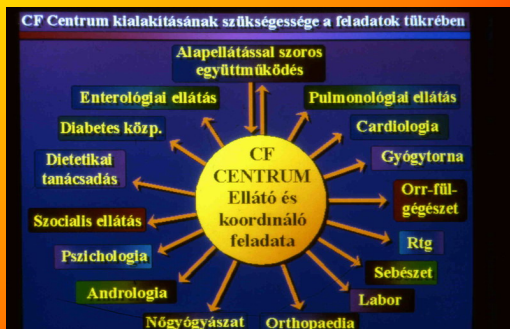 CF Centrum kialakításának szükségessége a feladatok tükrében
Alapellátással szoros
együttműködés
Enterológiai ellátás
Pulmonológiai ellátás
Diabetes közp.
Cardiologia
Dietetikai
tanácsadás
Gyógytorna
CF
CENTRUM
Ellátó és
koordináló
feladata
Orr-fül-
gégészet
Szocialis ellátás
Rtg
Pszichologia
Sebészet
Andrologia
Labor
Nőgyógyászat
Orthopaedia